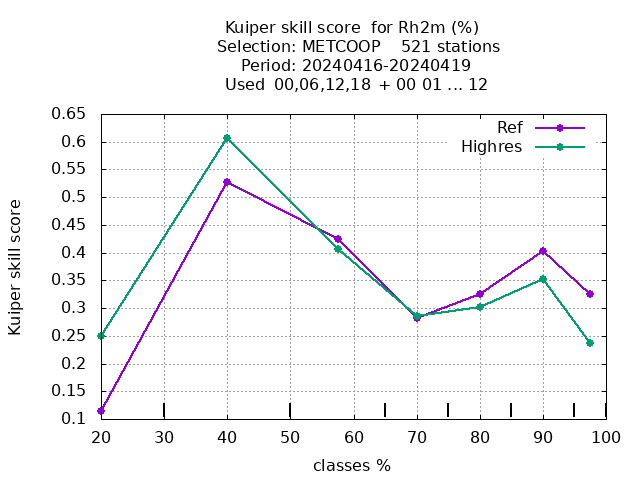 Kuiper skill score  for Rh2m (%)
Selection: METCOOP    521 stations
Period: 20240416-20240419
Used  00,06,12,18 + 00 01 ... 12
Ref
Highres
0.65
0.6
0.55
0.5
0.45
0.4
0.35
0.3
0.25
0.2
0.15
0.1
Kuiper skill score
20 30 40 50 60 70 80 90 100
classes %